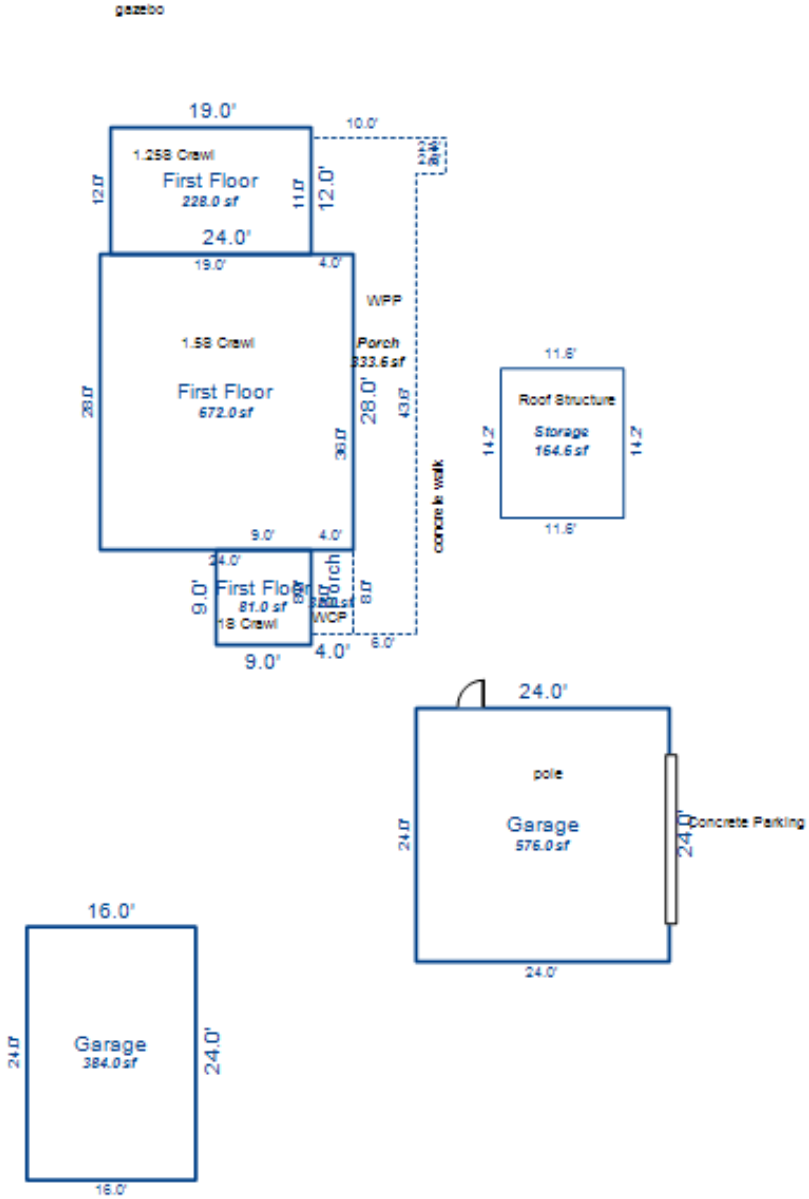 gazebo
19.0'
10.0'
1.25S Crawl
First Floor
228.0 sf
12.0'
11.0'
12.0'
24.0'
19.0'
4.0'
WPP
1.5S Crawl
Porch
333.6 sf
First Floor
672.0 sf
28.0'
28.0'
43.6'
36.0'
11.6'
Roof Structure
Storage
164.6 sf
14.2'
14.2'
11.6'
concrete walk
9.0'
4.0'
24.0'
First Floor
81.0 sf
1S Crawl
9.0'
Porch
8.0'
WCP
9.0'
4.0'
6.0'
24.0'
pole
Garage
576.0 sf
24.0'
24.0'
Concrete Parking
24.0'
16.0'
Garage
384.0 sf
24.0'
24.0'
16.0'